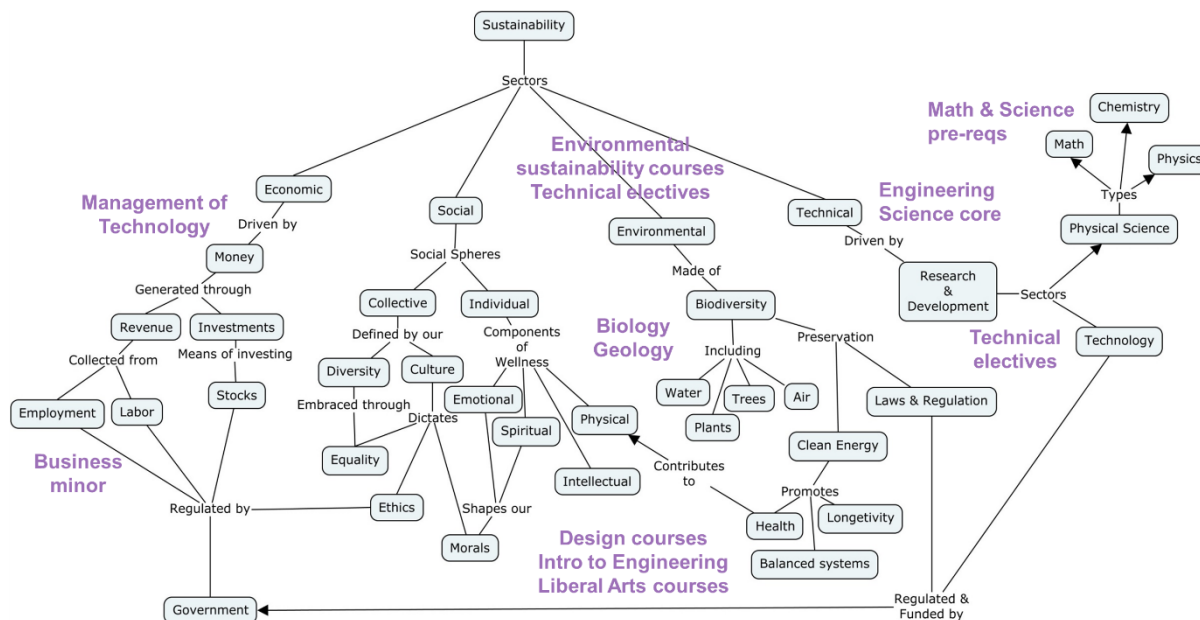 Sustainability
Sectors
Math & Science
pre-reqs
Chemistry
Math
Physics
Types
Physical Science
Environmental
sustainability courses
Technical electives
Engineering
Science core
Management of
Technology
Economic
Social
Environmental
Technical
Driven by
Driven by
Money
Social Spheres
Made of
Research
&
Development
Sectors
Generated through
Collective
Individual
Biodiversity
Revenue
Investments
Defined by our
Components
of
Wellness
Biology
Geology
Including
Preservation
Technical
electives
Technology
Collected from
Means of investing
Diversity
Culture
Employment
Labor
Stocks
Embraced through
Dictates
Emotional
Spiritual
Physical
Water
Trees
Air
Plants
Laws & Regulation
Equality
Clean Energy
Business
minor
Contributes
to
Intellectual
Promotes
Regulated by
Ethics
Shapes our
Health
Longetivity
Morals
Design courses
Intro to Engineering
Liberal Arts courses
Balanced systems
Government
Regulated &
Funded by